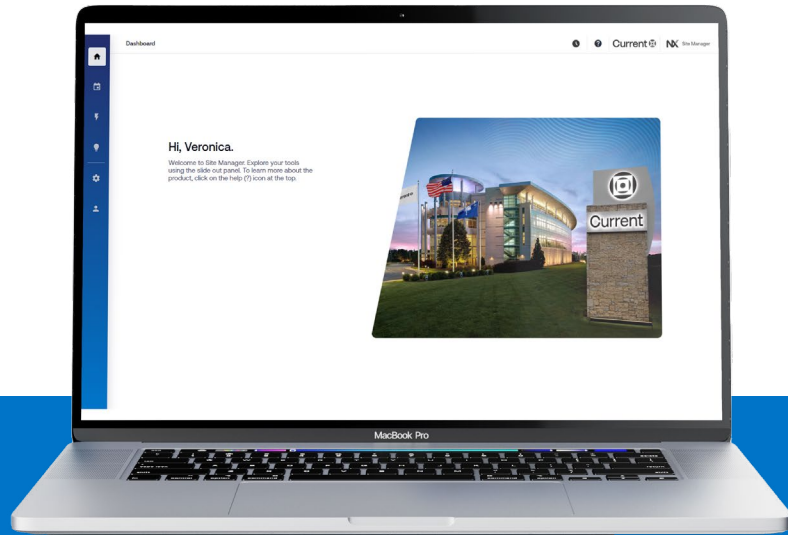 Dashboard
Current
NX Site Manager
Hi, Veronica.
Welcome to Site Manager. Explore your tools
using the slide out panel. To learn more about the
product, click on the help (?) icon at the top.
Current
MacBook Pro